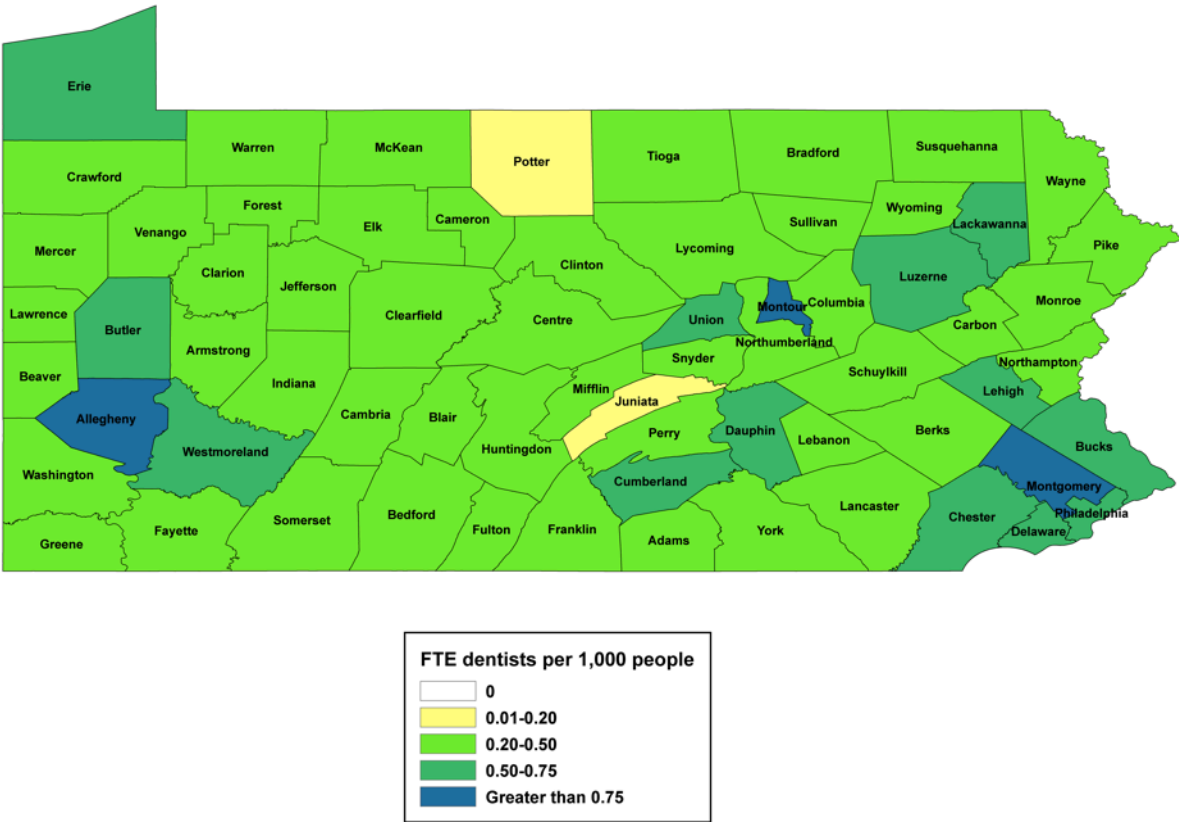 Erie
Warren
McKean
Potter
Tioga
Bradford
Susquehanna
Wayne
Crawford
Forest
Elk
Cameron
Sullivan
Wyoming
Lackawanna
Pike
Mercer
Venango
Clarion
Jefferson
Clinton
Lycoming
Luzerne
Monroe
Lawrence
Butler
Armstrong
Clearfield
Centre
Union
Montour
Columbia
Carbon
Beaver
Indiana
Snyder
Northumberland
Schuylkill
Northampton
Allegheny
Cambria
Blair
Mifflin
Juniata
Lehigh
Westmoreland
Huntingdon
Perry
Dauphin
Lebanon
Berks
Bucks
Washington
Cumberland
Montgomery
Greene
Fayette
Somerset
Bedford
Fulton
Franklin
Adams
York
Lancaster
Chester
Delaware
Philadelphia
FTE dentists per 1,000 people
0
0.01-0.20
0.20-0.50
0.50-0.75
Greater than 0.75